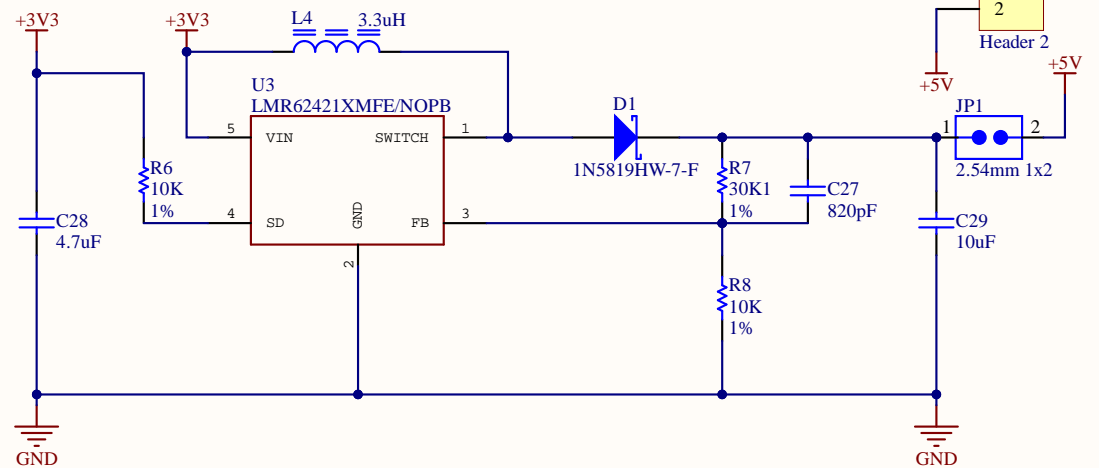 +3V3
+3V3
L4
3.3uH
2
Header 2
+5V
+5V
U3
LMR62421XMFE/NOPB
5
VIN
SWITCH
1
D1
1N5819HW-7-F
JP1
1
2
2.54mm 1x2
R6
10K
1%
R7
30K1
1%
C27
820pF
4
SD
GND
FB
3
2
C28
4.7uF
C29
10uF
R8
10K
1%
GND
GND